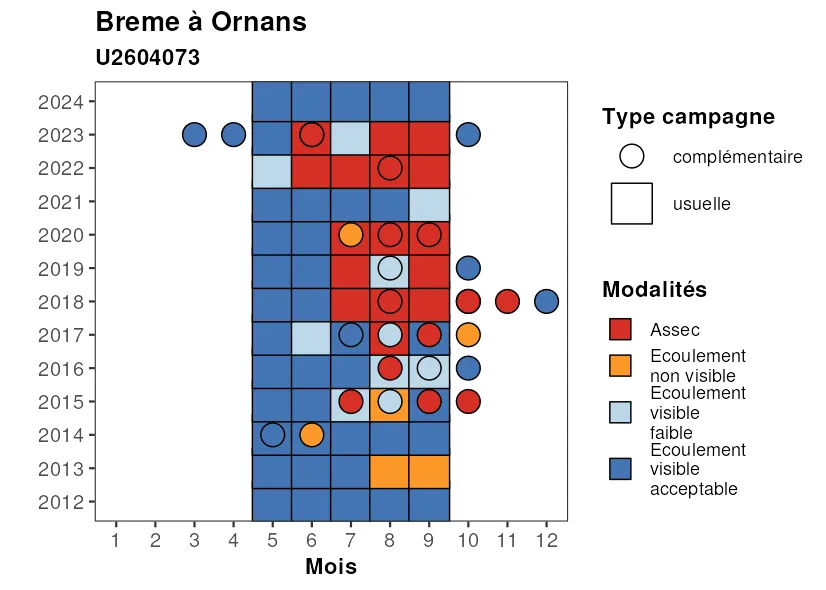 Breme à Ornans
U2604073
2024
2023
2022
2021
2020
2019
2018
2017
2016
2015
2014
2013
2012
1 2 3 4 5 6 7 8 9 10 11 12
Mois
Type campagne
complémentaire
usuelle
Modalités
Assec
Ecoulement
non visible
Ecoulement
visible
faible
Ecoulement
visible
acceptable